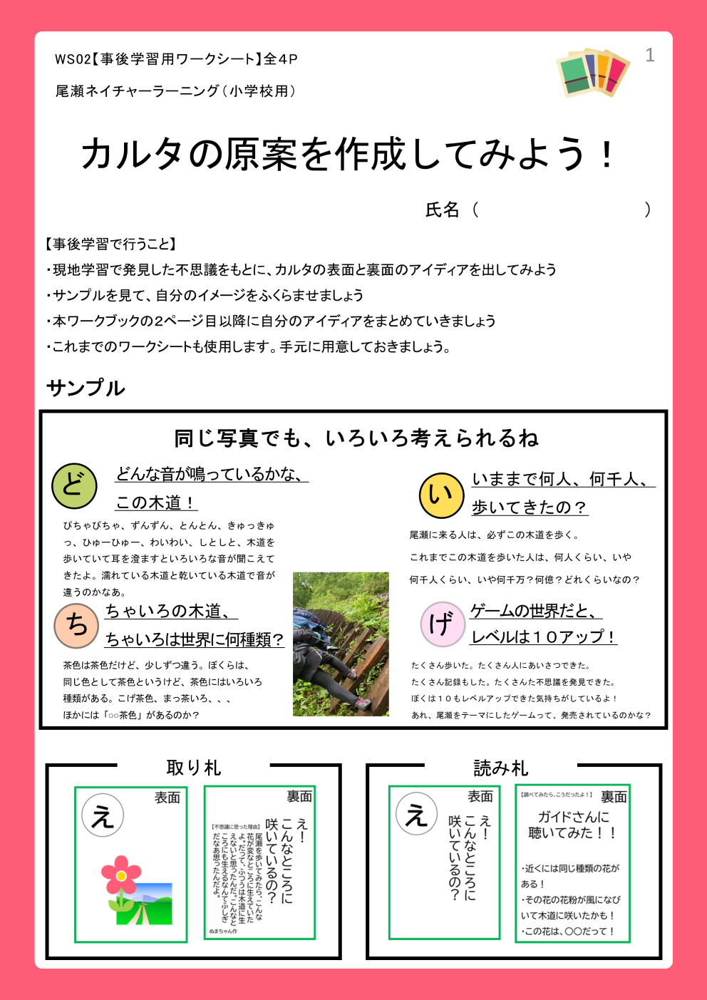 1
WS02【事後学習用ワークシート】全4P
尾瀬ネイチャーラーニング（小学校用）
カルタの原案を作成してみよう！
氏名（　　　　　　　　　）
【事後学習で行うこと】
・現地学習で発見した不思議をもとに、カルタの表面と裏面のアイディアを出してみよう
・サンプルを見て、自分のイメージをふくらませましょう
・本ワークブックの2ページ目以降に自分のアイディアをまとめていきましょう
・これまでのワークシートも使用します。手元に用意しておきましょう。
サンプル
同じ写真でも、いろいろ考えられるね
ど
どんな音が鳴っているかな、
この木道！
ぴちゃぴちゃ、ずんずん、とんとん、きゅっきゅ
っ、ひゅーひゅー、わいわい、しとしと、木道を
歩いていて耳を澄ますといろいろな音が聞こえて
きたよ。濡れている木道と乾いている木道で音が
違うのかなあ。
ち
ちゃいろの木道、
ちゃいろは世界に何種類？
茶色は茶色だけど、少しずつ違う。ぼくらは、
同じ色として茶色というけど、茶色にはいろいろ
種類がある。こげ茶色、まっ茶いろ、、、
ほかには「○○茶色」があるのか？
い
いままで何人、何千人、
歩いてきたの？
尾瀬に来る人は、必ずこの木道を歩く。
これまでこの木道を歩いた人は、何人くらい、いや
何千人くらい、いや何千万？何億？どれくらいなの？
げ
ゲームの世界だと、
レベルは１０アップ！
たくさん歩いた。たくさん人にあいさつできた。
たくさん記録もした。たくさんた不思議を発見できた。
ぼくは１０もレベルアップできた気持ちがしているよ！
あれ、尾瀬をテーマにしたゲームって、発売されているのかな？
取り札
表面
え
裏面
え！
こんなところに
咲いているの？
【不思議に思った理由】
尾瀬を歩いてみたら、こんな
花が変なところに生えていた
よ。だって、ふつうは木道に生
えないと思ったんだ。こんなと
ころにも生えるなんてふしぎ
だなあ思ったんだよ。
ぬまちゃん作
読み札
表面
え
え！
こんなところに
咲いているの？
【調べてみたら、こうだったよ！】
裏面
ガイドさんに
聴いてみた！！
・近くには同じ種類の花が
ある！
・その花の花粉が風になび
いて木道に咲いたかも！
・この花は、〇〇だって！